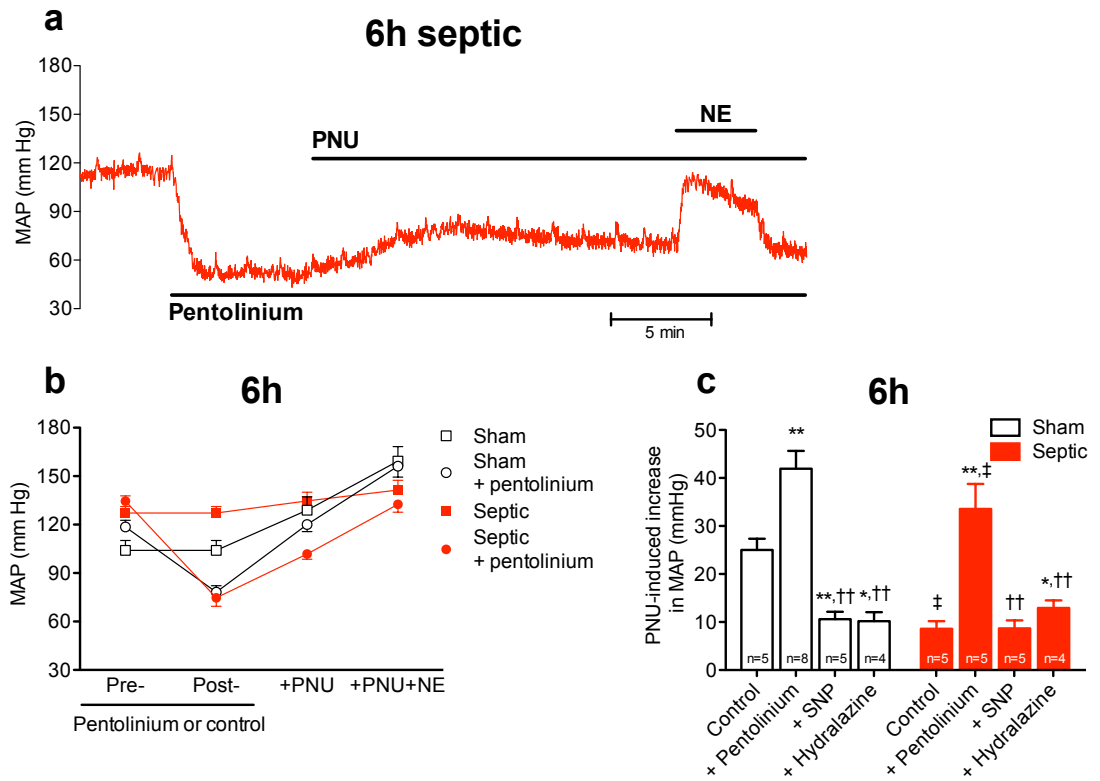 a
6h septic
180
150
120
90
60
30
MAP (mm Hg)
NE
PNU
Pentolinium
5 min
b
6h
180
150
120
90
60
30
MAP (mm Hg)
Sham
Sham
+ pentolinium
Septic
Septic
+ pentolinium
Pre-
Post-
+PNU
+PNU+NE
Pentolinium or control
c
6h
Sham
Septic
50
40
30
20
10
0
PNU-induced increase
in MAP (mmHg)
**
**,††
*,††
‡
**,‡
††
*,††
n=5
n=8
n=5
n=4
n=5
n=5
n=5
n=4
Control
+ Pentolinium
+ SNP
+ Hydralazine
Control
+ Pentolinium
+ SNP
+ Hydralazine